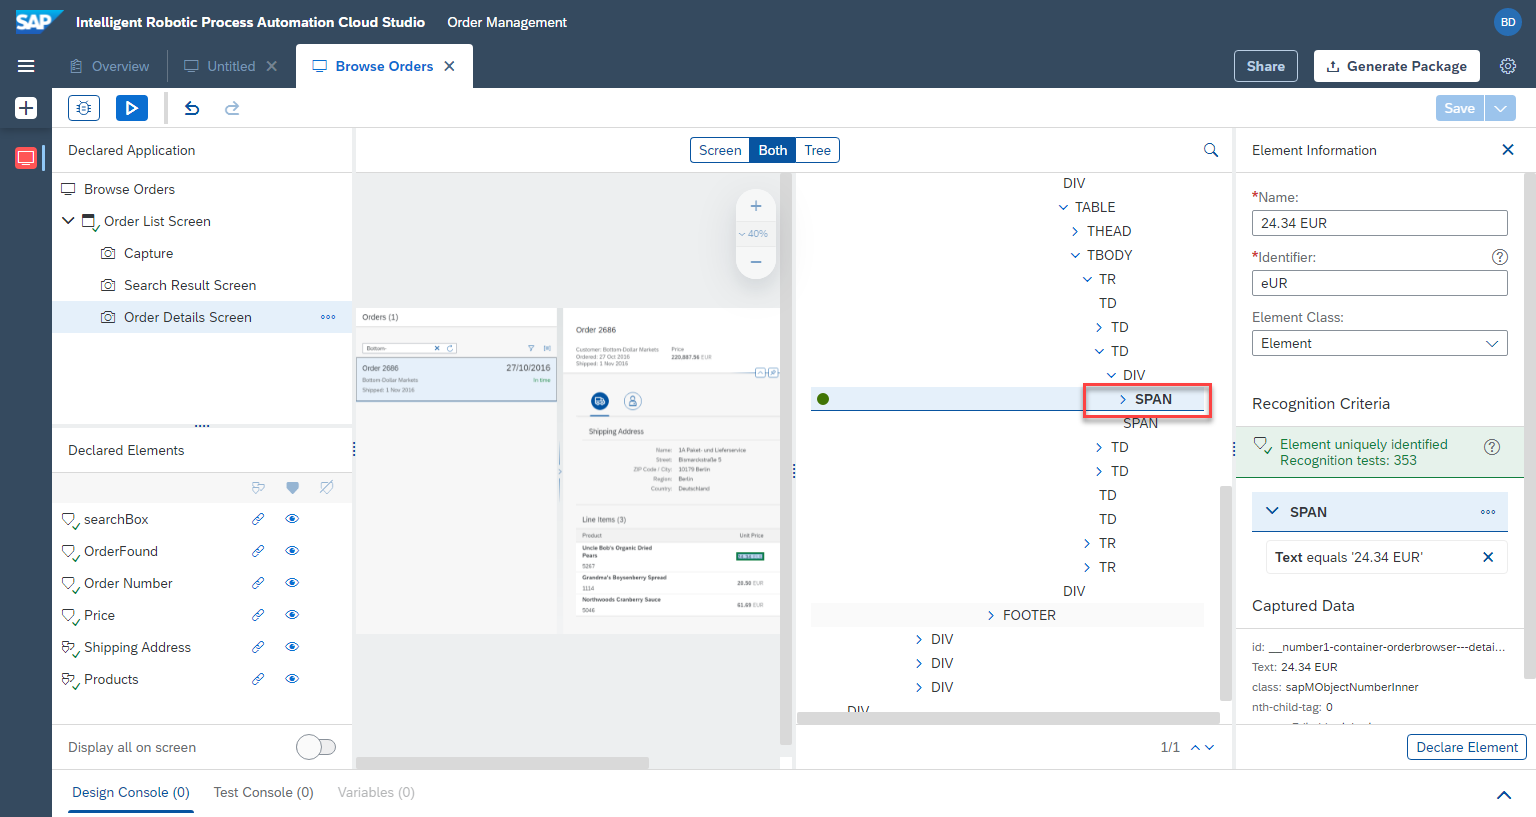 SAP Intelligent Robotic Process Automation Cloud Studio Order Management BD
Overview Untitled Browse Orders Share Generate Package
Save
Declared Application
Browse Orders
Order List Screen
Capture
Search Result Screen
Order Details Screen
Declared Elements
searchBox
OrderFound
Order Number
Price
Shipping Address
Products
Display all on screen
Screen Both Tree
40%
Orders (1)
Bottom-
Order 2686 27/10/2016
Bottom-Dollar Markets In time
Shipped: 1 Nov 2016
Order 2686
Customer: Bottom-Dollar Markets Price
Ordered: 27 Oct 2016 220,887.56 EUR
Shipped: 1 Nov 2016
Shipping Address
Name: 1A Paket- und Lieferservice
Street: Bismarckstraße 5
ZIP Code / City: 10179 Berlin
Region: Berlin
Country: Deutschland
Line Items (3)
Product Unit Price
Uncle Bob's Organic Dried
Pears
5267
Grandma's Boysenberry Spread 20.50 EUR
1114
Northwoods Cranberry Sauce 61.69 EUR
5046
DIV
TABLE
THEAD
TBODY
TR
TD
TD
TD
DIV
SPAN
SPAN
TD
TD
TD
TD
TR
TR
DIV
FOOTER
DIV
DIV
DIV
DIV
1/1
Element Information
*Name:
24.34 EUR
*Identifier:
eUR
Element Class:
Element
Recognition Criteria
Element uniquely identified
Recognition tests: 353
SPAN
Text equals '24.34 EUR'
Captured Data
id: __number1-container-orderbrowser---detai...
Text: 24.34 EUR
class: sapMObjectNumberInner
nth-child-tag: 0
Declare Element
Design Console (0) Test Console (0) Variables (0)